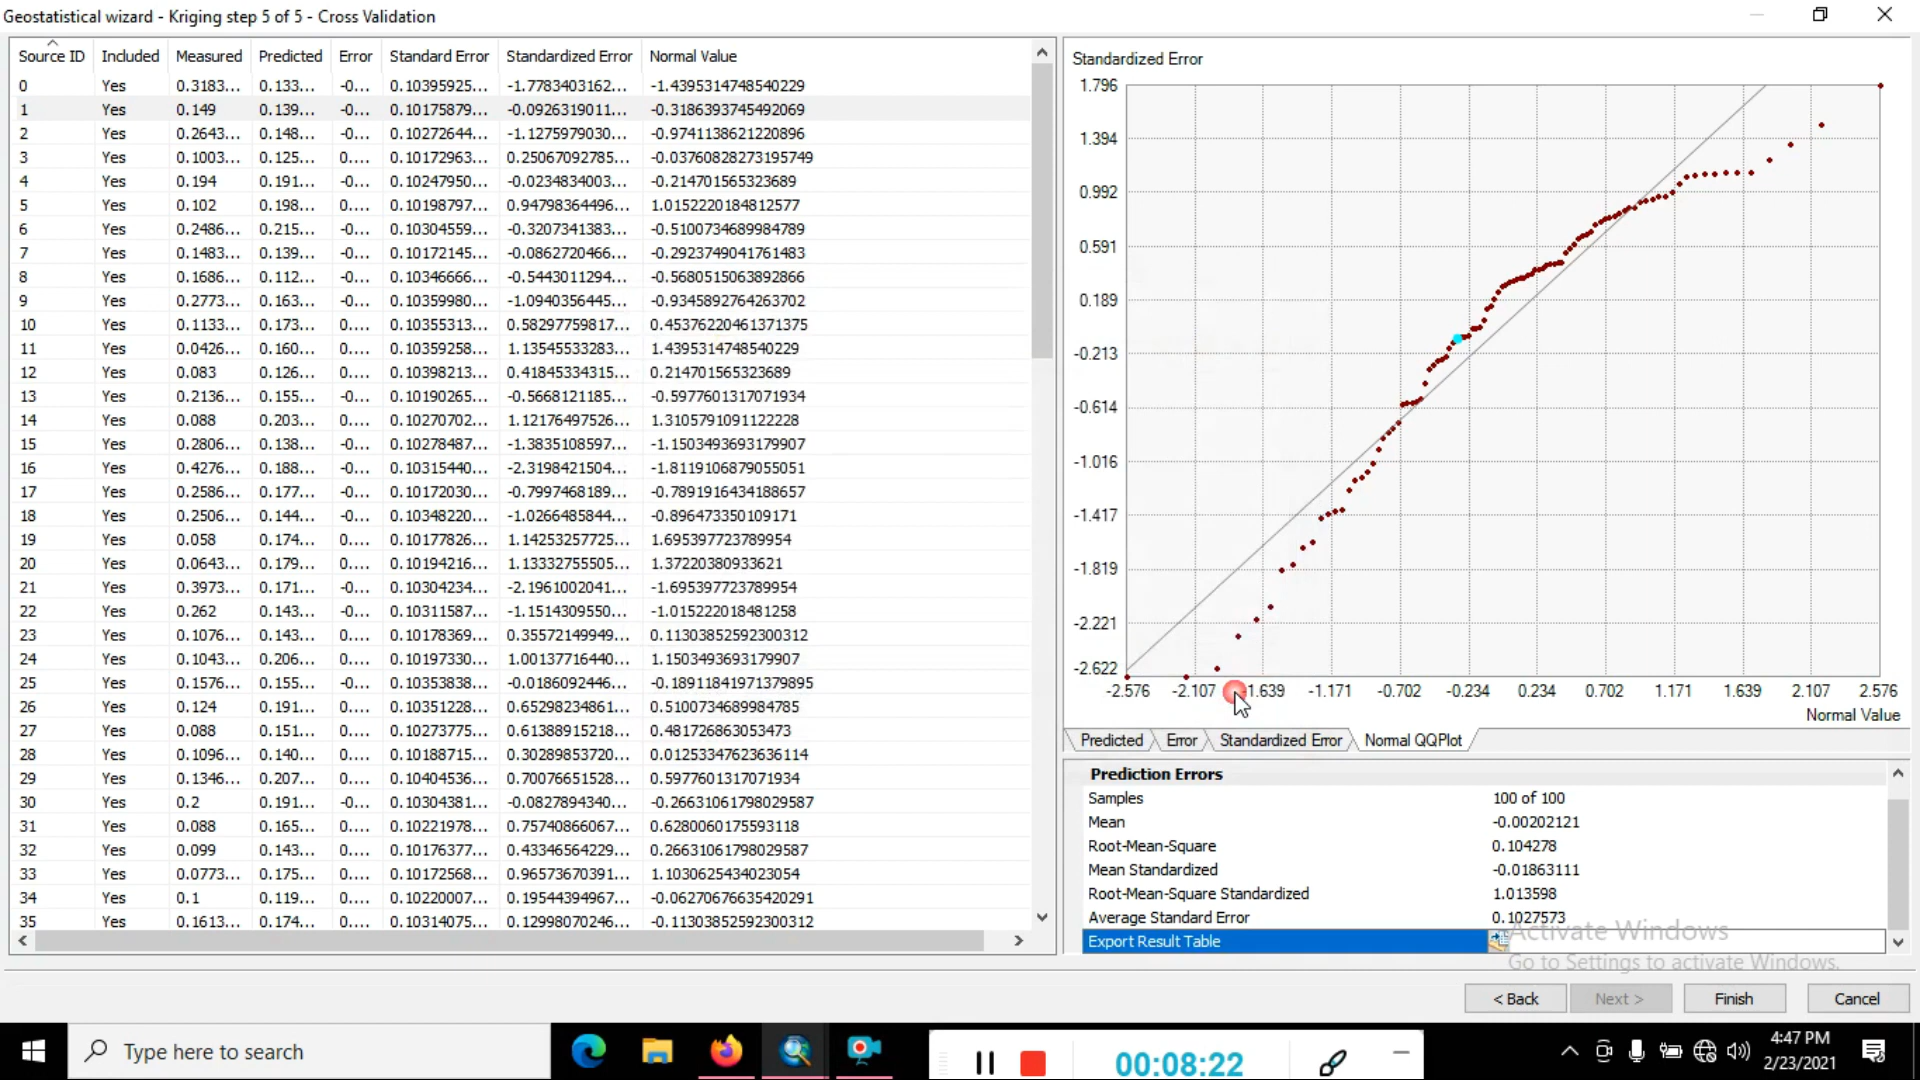 Geostatistical wizard - Kriging step 5 of 5 - Cross Validation
Source ID Included Measured Predicted Error Standard Error Standardized Error Normal Value
0 Yes 0.3183... 0.133... -0... 0.10395925... -1.7783403162... -1.4395314748540229
1 Yes 0.149 0.139... -0... 0.10175879... -0.0926319011... -0.3186393745492069
2 Yes 0.2643... 0.148... -0... 0.10272644... -1.1275979030... -0.9741138621220896
3 Yes 0.1003... 0.125... 0.... 0.10172963... 0.25067092785... -0.03760828273195749
4 Yes 0.194 0.191... -0... 0.10247950... -0.0234834003... -0.214701565323689
5 Yes 0.102 0.198... 0.... 0.10198797... 0.94798364496... 1.0152220184812577
6 Yes 0.2486... 0.215... -0... 0.10304559... -0.3207341383... -0.5100734689984789
7 Yes 0.1483... 0.139... -0... 0.10172145... -0.0862720466... -0.2923749041761483
8 Yes 0.1686... 0.112... -0... 0.10346666... -0.5443011294... -0.5680515063892866
9 Yes 0.2773... 0.163... -0... 0.10359980... -1.0940356445... -0.9345892764263702
10 Yes 0.1133... 0.173... 0.... 0.10355313... 0.58297759817... 0.45376220461371375
11 Yes 0.0426... 0.160... 0.... 0.10359258... 1.13545533283... 1.4395314748540229
12 Yes 0.083 0.126... 0.... 0.10398213... 0.41845334315... 0.214701565323689
13 Yes 0.2136... 0.155... -0... 0.10190265... -0.5668121185... -0.5977601317071934
14 Yes 0.088 0.203... 0.... 0.10270702... 1.12176497526... 1.3105791091122228
15 Yes 0.2806... 0.138... -0... 0.10278487... -1.3835108597... -1.1503493693179907
16 Yes 0.4276... 0.188... -0... 0.10315440... -2.3198421504... -1.8119106879055051
17 Yes 0.2586... 0.177... -0... 0.10172030... -0.7997468189... -0.7891916434188657
18 Yes 0.2506... 0.144... -0... 0.10348220... -1.0266485844... -0.896473350109171
19 Yes 0.058 0.174... 0.... 0.10177826... 1.14253257725... 1.695397723789954
20 Yes 0.0643... 0.179... 0.... 0.10194216... 1.13332755505... 1.37220380933621
21 Yes 0.3973... 0.171... -0... 0.10304234... -2.1961002041... -1.695397723789954
22 Yes 0.262 0.143... -0... 0.10311587... -1.1514309550... -1.015222018481258
23 Yes 0.1076... 0.143... 0.... 0.10178369... 0.35572149949... 0.11303852592300312
24 Yes 0.1043... 0.206... 0.... 0.10197330... 1.00137716440... 1.1503493693179907
25 Yes 0.1576... 0.155... -0... 0.10353838... -0.0186092446... -0.18911841971379895
26 Yes 0.124 0.191... 0.... 0.10351228... 0.65298234861... 0.5100734689984785
27 Yes 0.088 0.151... 0.... 0.10273775... 0.61388915218... 0.481726863053473
28 Yes 0.1096... 0.140... 0.... 0.10188715... 0.30289853720... 0.0125334762363​6114
29 Yes 0.1346... 0.207... 0.... 0.10404536... 0.70076651528... 0.5977601317071934
30 Yes 0.2 0.191... -0... 0.10304381... -0.0827894340... -0.26631061798029587
31 Yes 0.088 0.165... 0.... 0.10221978... 0.75740866067... 0.6280060175593118
32 Yes 0.099 0.143... 0.... 0.10176377... 0.43346564229... 0.26631061798029587
33 Yes 0.0773... 0.175... 0.... 0.10172568... 0.96573670391... 1.1030625434023054
34 Yes 0.1 0.119... 0.... 0.10220007... 0.19544394967... -0.06270676635420291
35 Yes 0.1613... 0.174... 0.... 0.10314075... 0.12998070246... -0.11303852592300312
Standardized Error
1.796
1.394
0.992
0.591
0.189
-0.213
-0.614
-1.016
-1.417
-1.819
-2.221
-2.622
-2.576 -2.107 -1.639 -1.171 -0.702 -0.234 0.234 0.702 1.171 1.639 2.107 2.576
Normal Value
Predicted Error Standardized Error Normal QQPlot
Prediction Errors
Samples 100 of 100
Mean -0.00202121
Root-Mean-Square 0.104278
Mean Standardized -0.01863111
Root-Mean-Square Standardized 1.013598
Average Standard Error 0.1027573
Export Result Table
Activate Windows
Go to Settings to activate Windows.
< Back Next > Finish Cancel
Type here to search
00:08:22
4:47 PM
2/23/2021